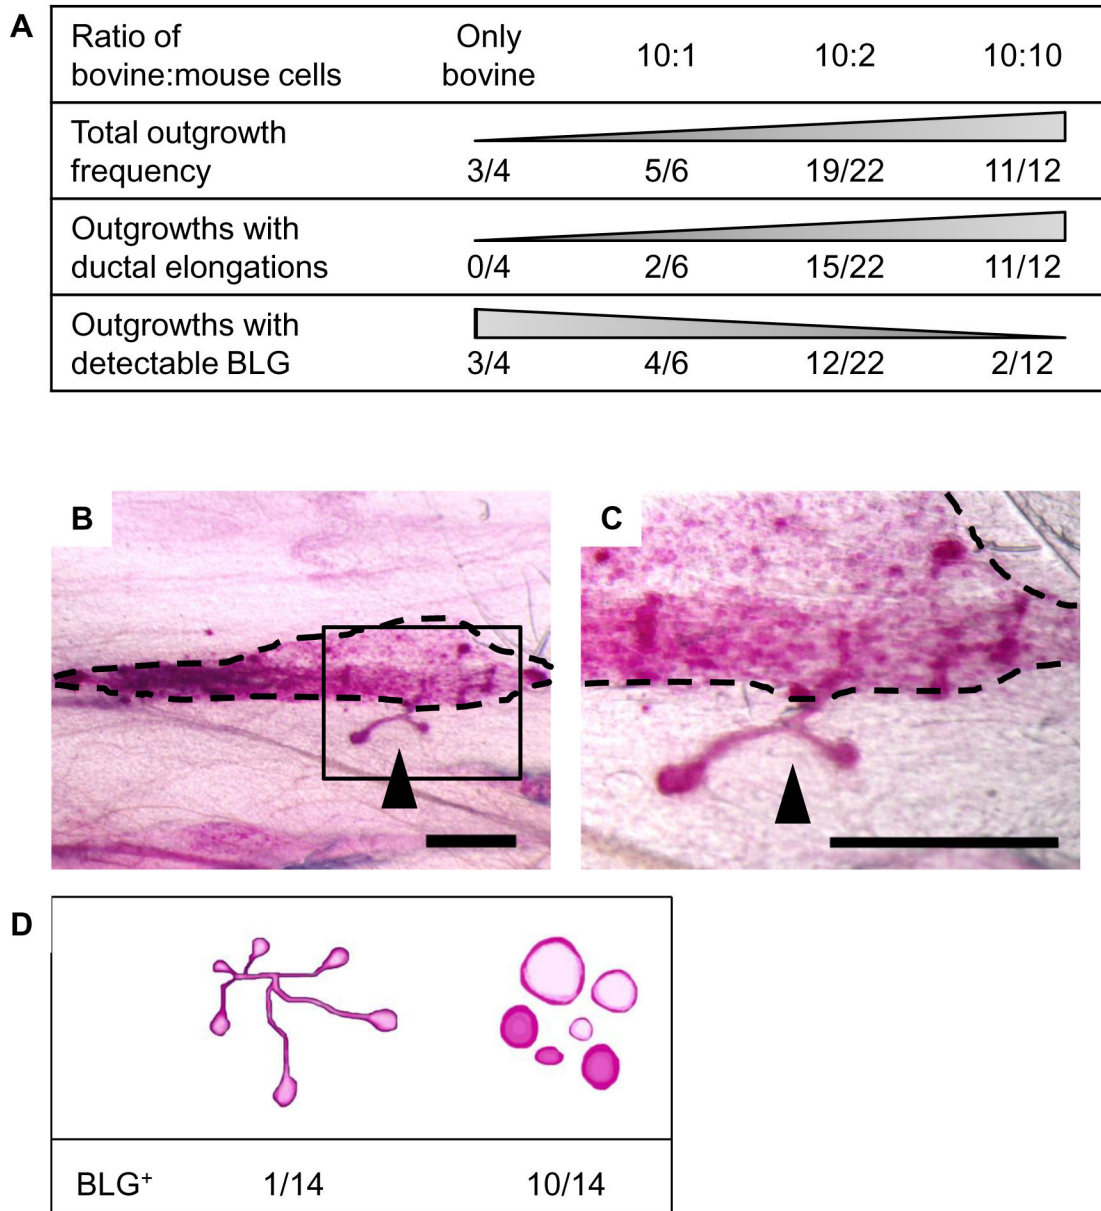 A
Ratio of
bovine:mouse cells
Only
bovine
10:1
10:2
10:10
Total outgrowth
frequency
3/4
5/6
19/22
11/12
Outgrowths with
ductal elongations
0/4
2/6
15/22
11/12
Outgrowths with
detectable BLG
3/4
4/6
12/22
2/12
B
C
D
BLG⁺
1/14
10/14